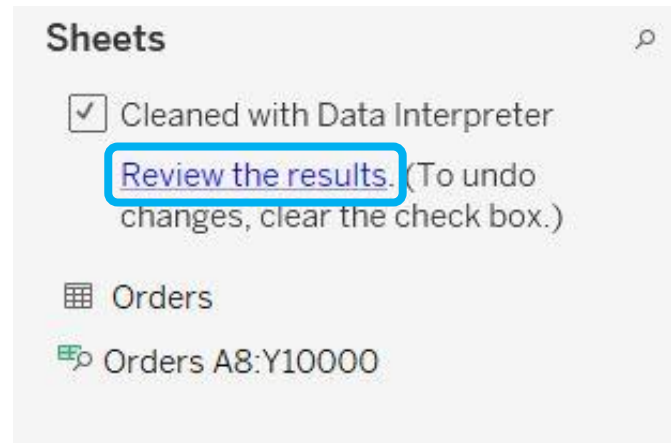 Sheets
Cleaned with Data Interpreter
Review the results. (To undo
changes, clear the check box.)
Orders
Orders A8:Y10000